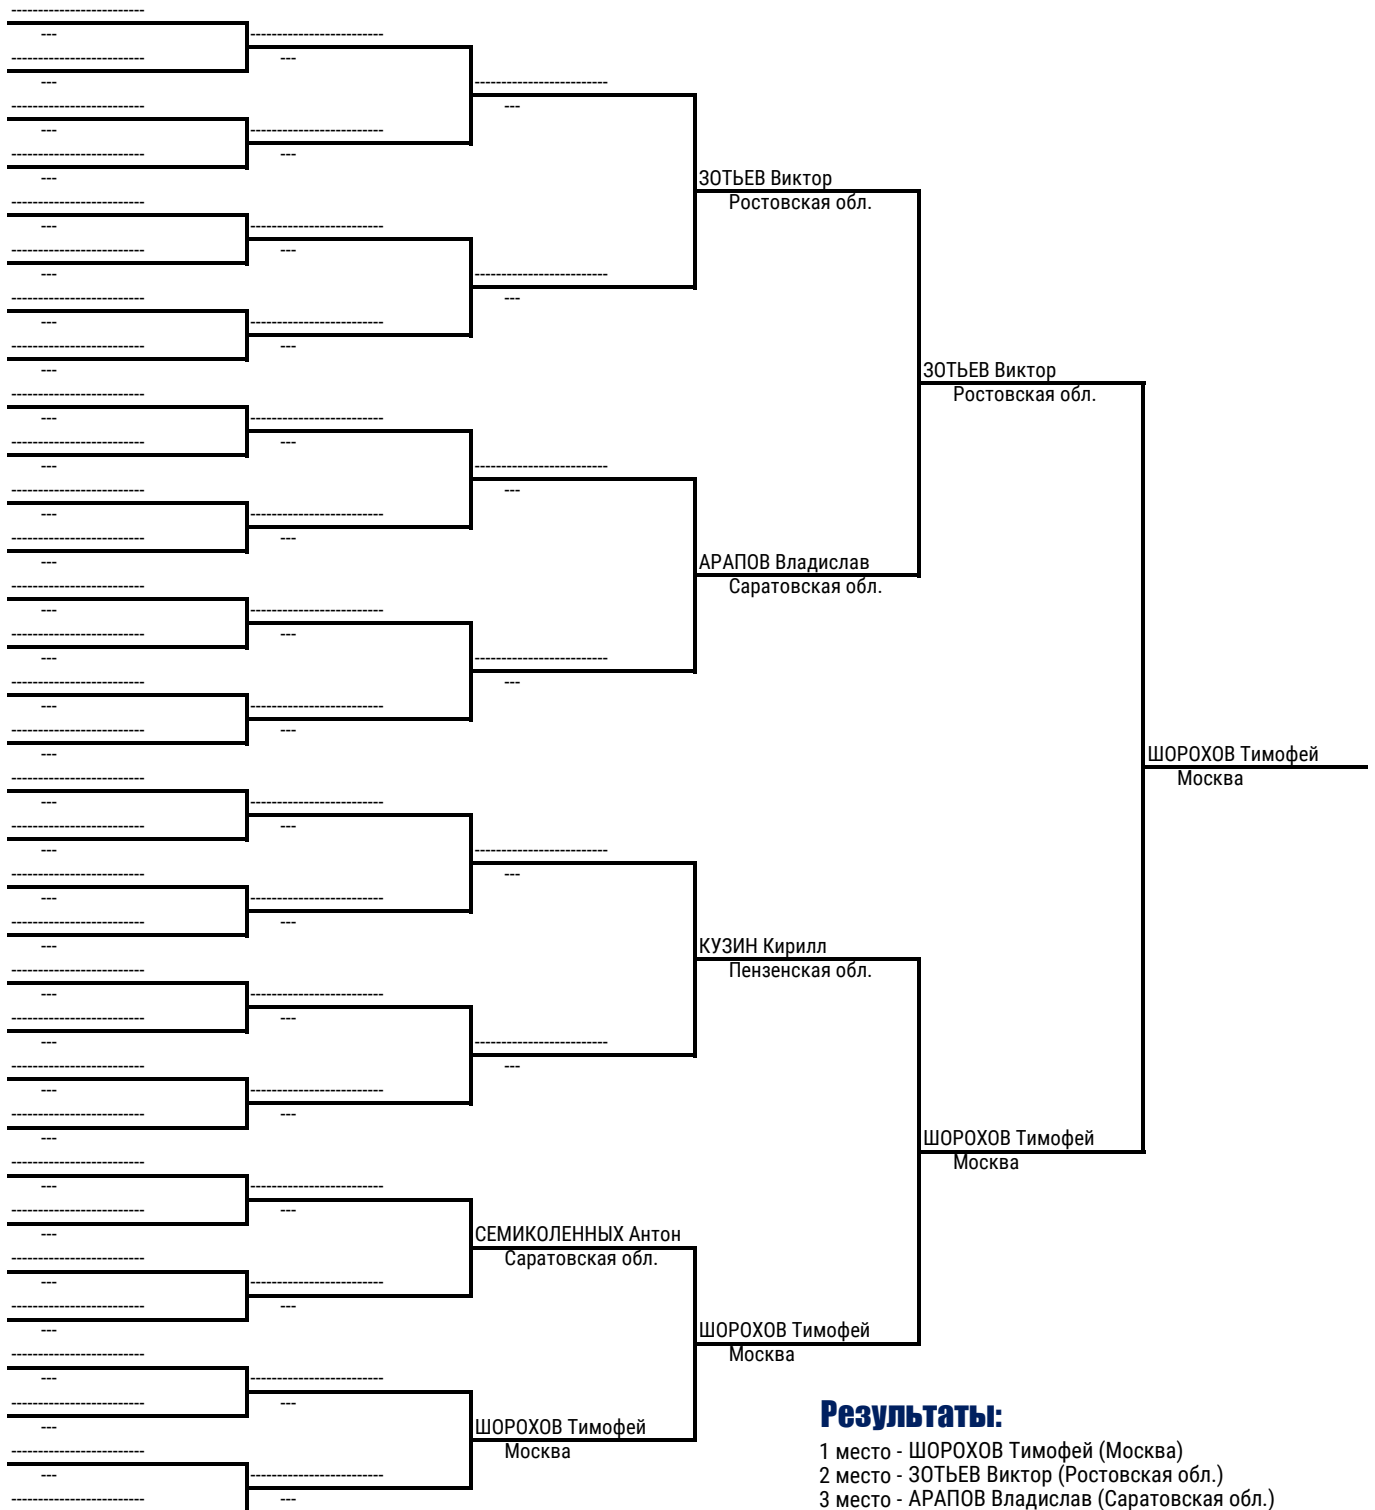 ЗОТЬЕВ Виктор
Ростовская обл.
ЗОТЬЕВ Виктор
Ростовская обл.
АРАПОВ Владислав
Саратовская обл.
ШОРОХОВ Тимофей
Москва
КУЗИН Кирилл
Пензенская обл.
ШОРОХОВ Тимофей
Москва
СЕМИКОЛЕННЫХ Антон
Саратовская обл.
ШОРОХОВ Тимофей
Москва
ШОРОХОВ Тимофей
Москва
Результаты:
1 место - ШОРОХОВ Тимофей (Москва)
2 место - ЗОТЬЕВ Виктор (Ростовская обл.)
3 место - АРАПОВ Владислав (Саратовская обл.)